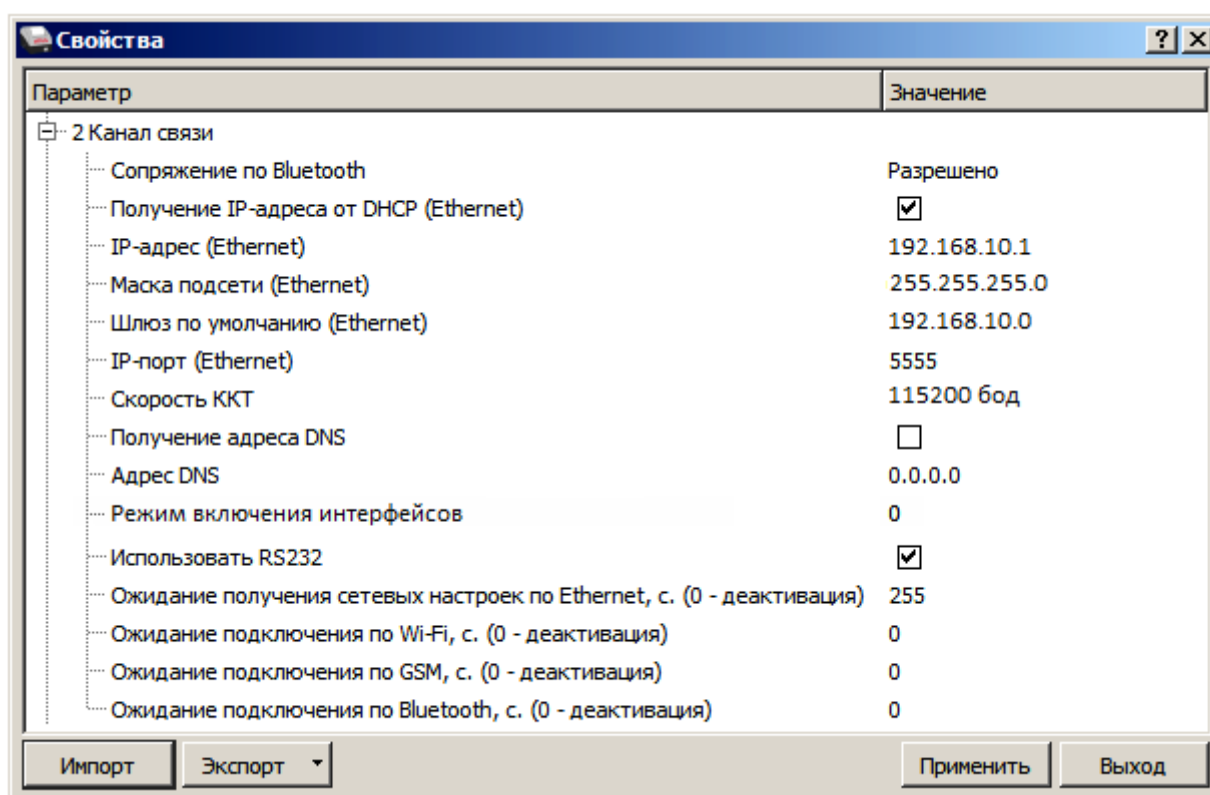 Свойства
Параметр Значение
2 Канал связи
Сопряжение по Bluetooth Разрешено
Получение IP-адреса от DHCP (Ethernet)
IP-адрес (Ethernet) 192.168.10.1
Маска подсети (Ethernet) 255.255.255.0
Шлюз по умолчанию (Ethernet) 192.168.10.0
IP-порт (Ethernet) 5555
Скорость ККТ 115200 бод
Получение адреса DNS
Адрес DNS 0.0.0.0
Режим включения интерфейсов 0
Использовать RS232
Ожидание получения сетевых настроек по Ethernet, с. (0 - деактивация) 255
Ожидание подключения по Wi-Fi, с. (0 - деактивация) 0
Ожидание подключения по GSM, с. (0 - деактивация) 0
Ожидание подключения по Bluetooth, с. (0 - деактивация) 0
Импорт Экспорт Применить Выход